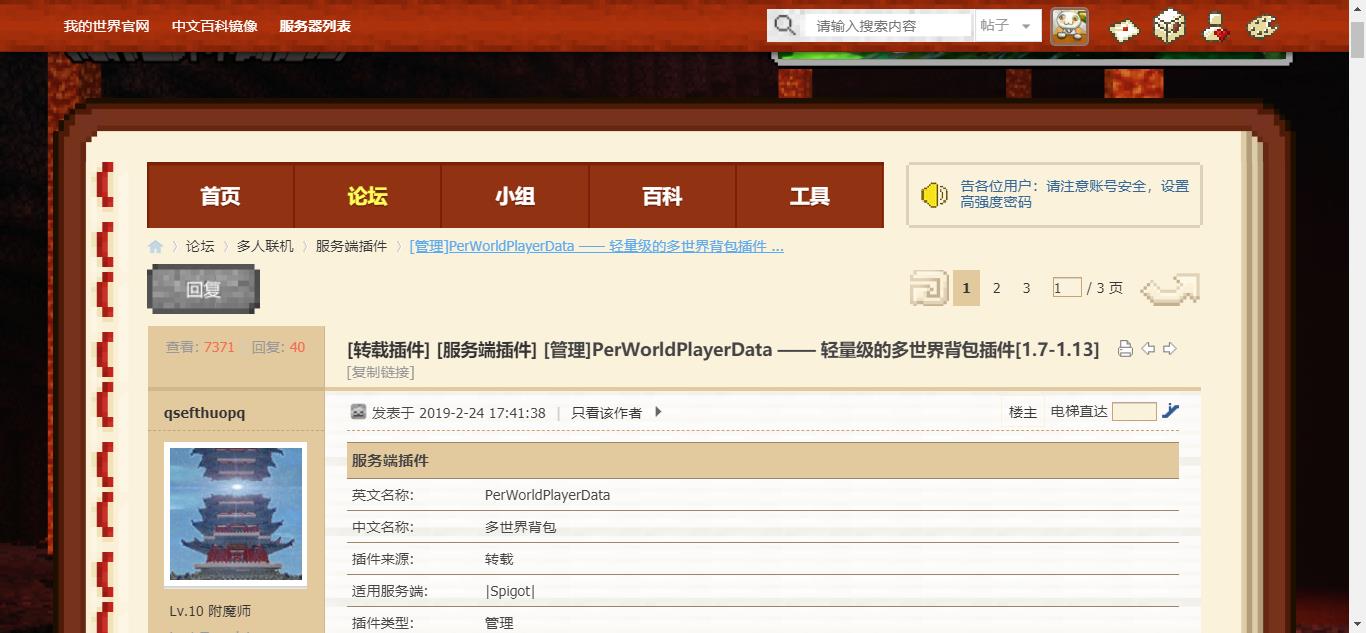 我的世界官网 中文百科镜像 服务器列表 请输入搜索内容 帖子
首页 论坛 小组 百科 工具
告各位用户：请注意账号安全，设置
高强度密码
论坛 多人联机 服务端插件 [管理]PerWorldPlayerData —— 轻量级的多世界背包插件 ...
回复 1 2 3 1 / 3 页
查看: 7371 回复: 40 [转载插件] [服务端插件] [管理]PerWorldPlayerData —— 轻量级的多世界背包插件[1.7-1.13]
[复制链接]
qsefthuopq 发表于 2019-2-24 17:41:38 | 只看该作者 楼主 电梯直达
服务端插件
英文名称: PerWorldPlayerData
中文名称: 多世界背包
插件来源: 转载
适用服务端: |Spigot|
Lv.10 附魔师
插件类型: 管理